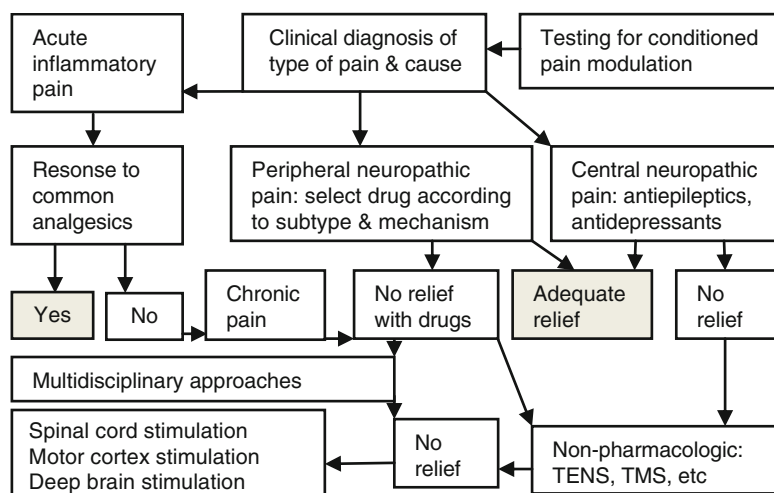 Acute
inflammatory
pain
Clinical diagnosis of
type of pain & cause
Testing for conditioned
pain modulation
Resonse to
common
analgesics
Peripheral neuropathic
pain: select drug according
to subtype & mechanism
Central neuropathic
pain: antiepileptics,
antidepressants
Yes
No
Chronic
pain
No relief
with drugs
Adequate
relief
No
relief
Multidisciplinary approaches
Spinal cord stimulation
Motor cortex stimulation
Deep brain stimulation
No
relief
Non-pharmacologic:
TENS, TMS, etc